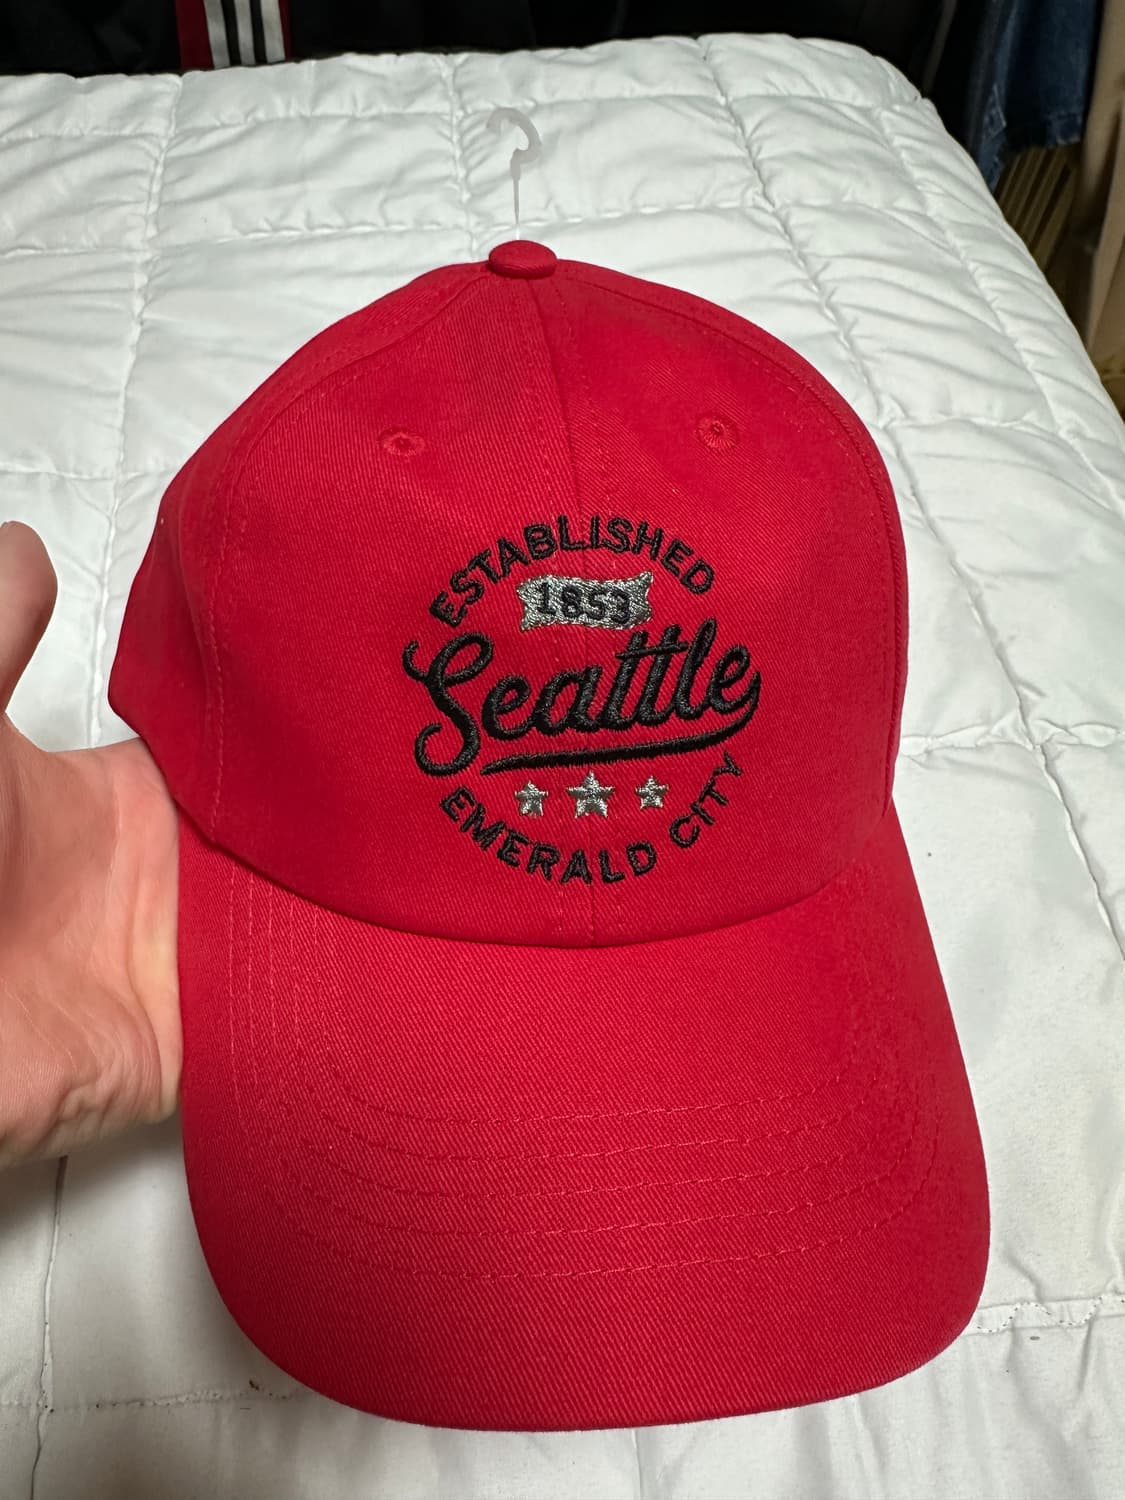 ESTABLISHED
1853
Seattle
EMERALD CITY